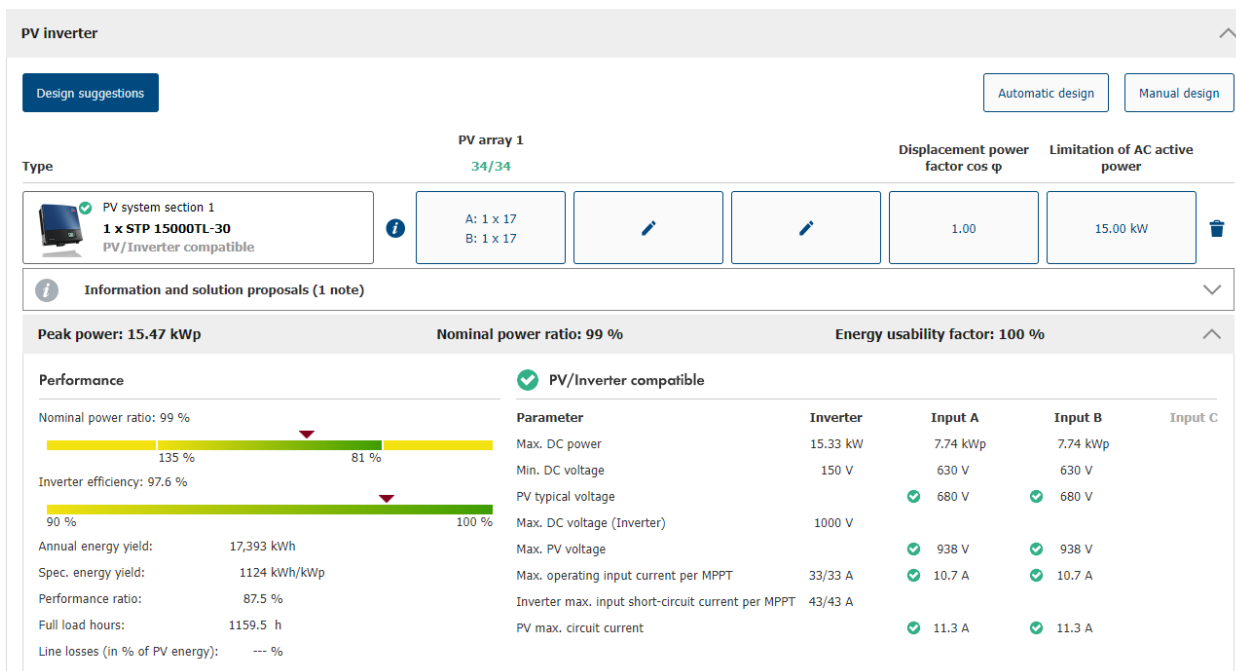 PV inverter
Design suggestions
Automatic design
Manual design
Type
PV array 1
34/34
Displacement power factor cos φ
Limitation of AC active power
PV system section 1
1 x STP 15000TL-30
PV/Inverter compatible
A: 1 x 17
B: 1 x 17
1.00
15.00 kW
Information and solution proposals (1 note)
Peak power: 15.47 kWp
Nominal power ratio: 99 %
Energy usability factor: 100 %
Performance
Nominal power ratio: 99 %
135 % 81 %
Inverter efficiency: 97.6 %
90 % 100 %
Annual energy yield: 17,393 kWh
Spec. energy yield: 1124 kWh/kWp
Performance ratio: 87.5 %
Full load hours: 1159.5 h
Line losses (in % of PV energy): --- %
PV/Inverter compatible
Parameter Inverter Input A Input B Input C
Max. DC power 15.33 kW 7.74 kWp 7.74 kWp
Min. DC voltage 150 V 630 V 630 V
PV typical voltage 680 V 680 V
Max. DC voltage (Inverter) 1000 V
Max. PV voltage 938 V 938 V
Max. operating input current per MPPT 33/33 A 10.7 A 10.7 A
Inverter max. input short-circuit current per MPPT 43/43 A
PV max. circuit current 11.3 A 11.3 A